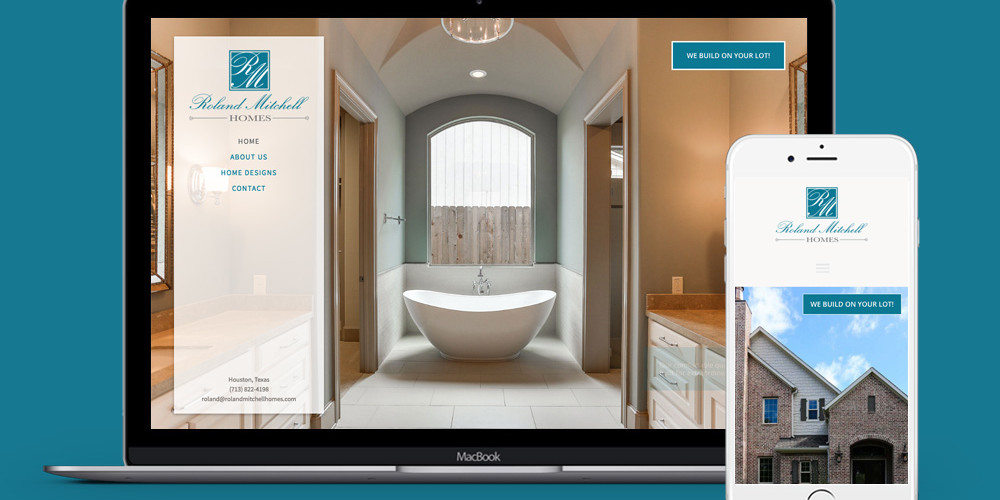 RM
Roland Mitchell
HOMES
HOME
ABOUT US
HOME DESIGNS
CONTACT
Houston, Texas
(713) 822-4198
roland@rolandmitchellhomes.com
WE BUILD ON YOUR LOT!
MacBook
RM
Roland Mitchell
HOMES
WE BUILD ON YOUR LOT!